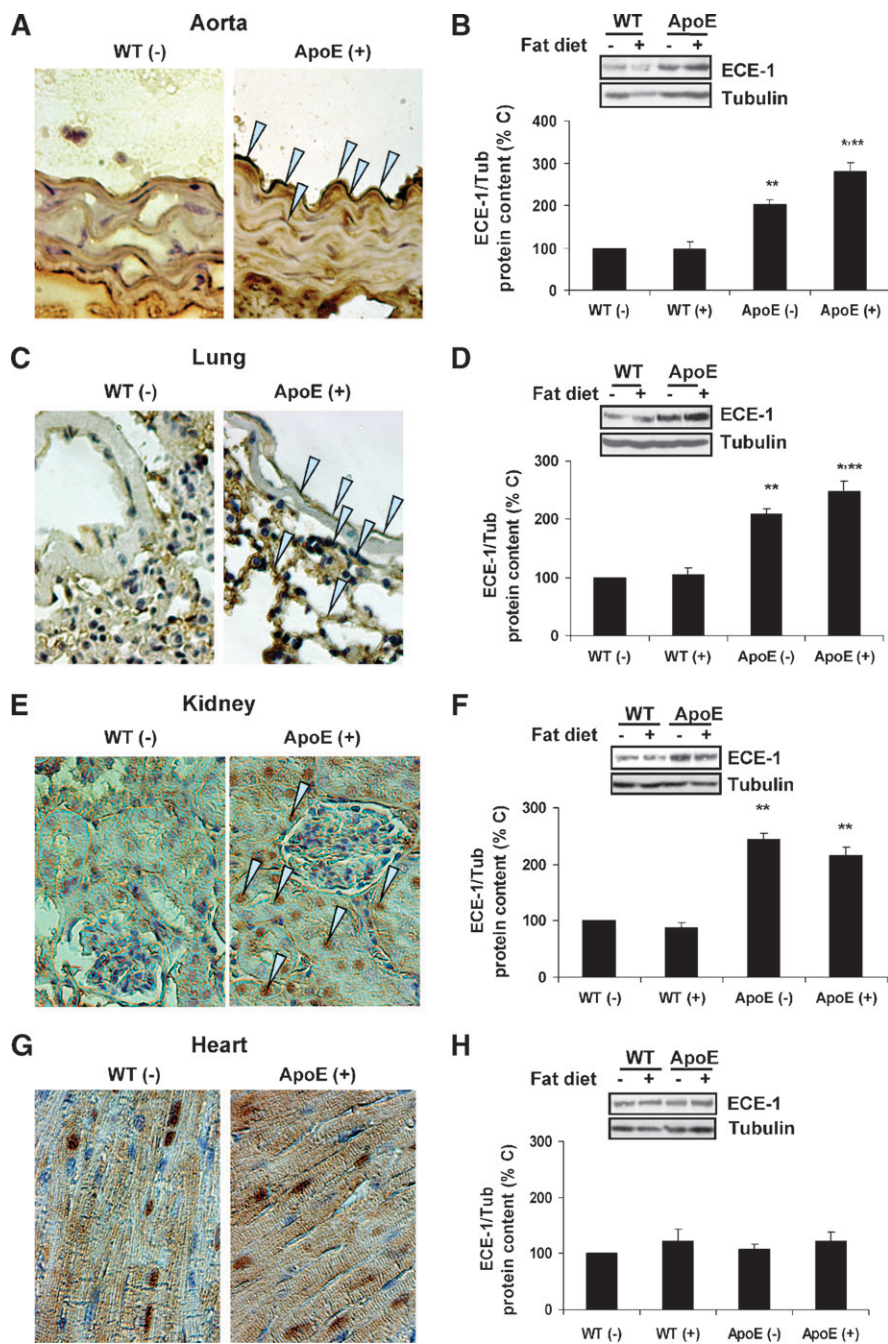 A Aorta
WT (-) ApoE (+)
B WT ApoE
Fat diet - + - +
ECE-1
Tubulin
ECE-1/Tub
protein content (% C)
400
300
200
100
0
** *,**
WT (-) WT (+) ApoE (-) ApoE (+)
C Lung
WT (-) ApoE (+)
D WT ApoE
Fat diet - + - +
ECE-1
Tubulin
ECE-1/Tub
protein content (% C)
300
200
100
0
** *,**
WT (-) WT (+) ApoE (-) ApoE (+)
E Kidney
WT (-) ApoE (+)
F WT ApoE
Fat diet - + - +
ECE-1
Tubulin
ECE-1/Tub
protein content (% C)
300
200
100
0
** **
WT (-) WT (+) ApoE (-) ApoE (+)
G Heart
WT (-) ApoE (+)
H WT ApoE
Fat diet - + - +
ECE-1
Tubulin
ECE-1/Tub
protein content (% C)
300
200
100
0
WT (-) WT (+) ApoE (-) ApoE (+)